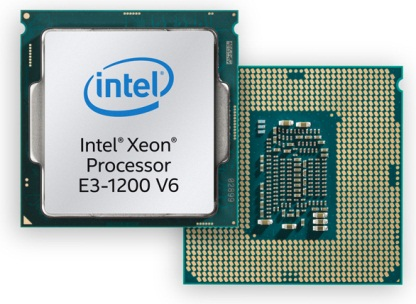 intel
Intel® Xeon®
Processor
E3-1200 V6